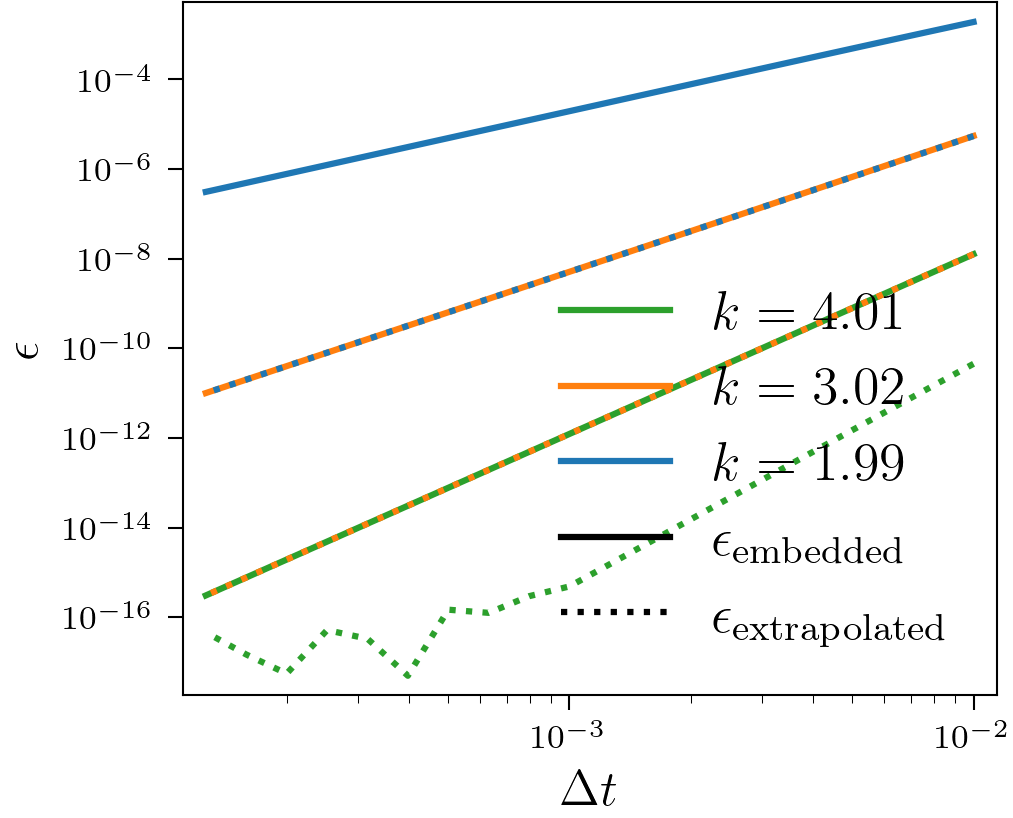 10⁻⁴
10⁻⁶
10⁻⁸
10⁻¹⁰
10⁻¹²
10⁻¹⁴
10⁻¹⁶
ϵ
k = 4.01
k = 3.02
k = 1.99
ϵ_embedded
ϵ_extrapolated
10⁻³
10⁻²
Δt